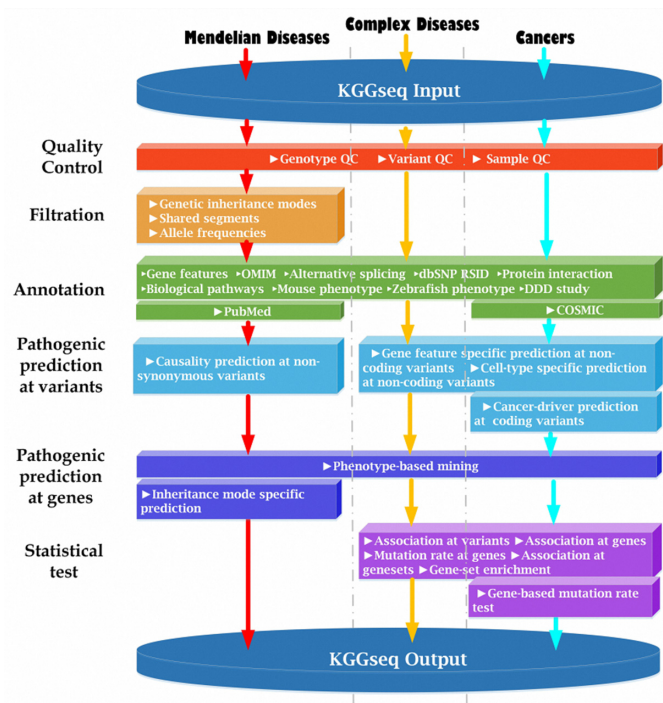 Mendelian Diseases
Complex Diseases
Cancers
KGGseq Input
Quality
Control
►Genotype QC ►Variant QC ► Sample QC
Filtration
►Genetic inheritance modes
►Shared segments
►Allele frequencies
Annotation
▸Gene features ▸OMIM ▸Alternative splicing ▸dbSNP RSID ▸Protein interaction
▸Biological pathways ▸Mouse phenotype ▸Zebrafish phenotype ▸DDD study
►PubMed
►COSMIC
Pathogenic
prediction
at variants
►Causality prediction at non-
synonymous variants
►Gene feature specific prediction at non-
coding variants ►Cell-type specific prediction
at non-coding variants
►Cancer-driver prediction
at coding variants
Pathogenic
prediction
at genes
►Phenotype-based mining
►Inheritance mode specific
prediction
Statistical
test
►Association at variants ►Association at genes
►Mutation rate at genes ►Association at
genesets ►Gene-set enrichment
►Gene-based mutation rate
test
KGGseq Output